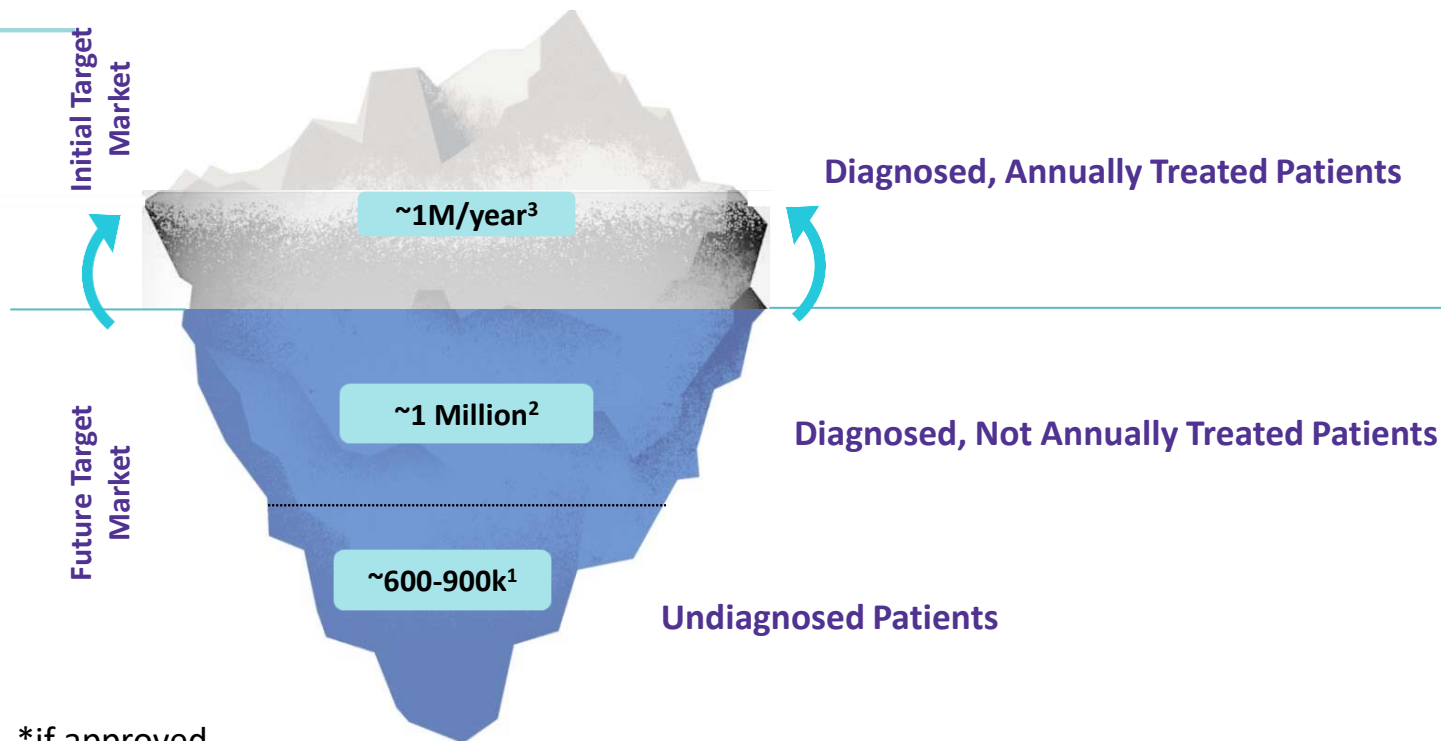 Initial Target
Market
Diagnosed, Annually Treated Patients
~1M/year³
~1 Million²
Diagnosed, Not Annually Treated Patients
Future Target
Market
~600-900k¹
Undiagnosed Patients
*if approved